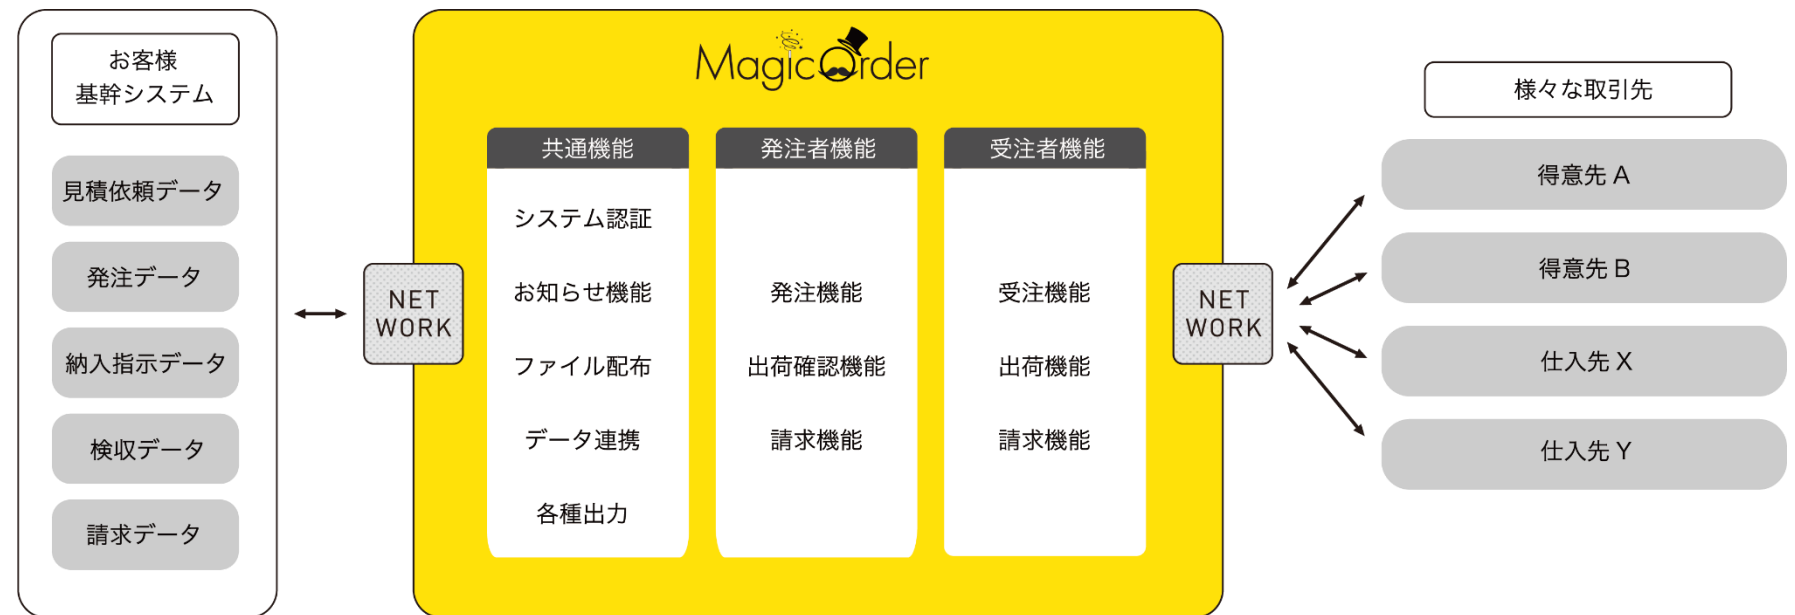 お客様
基幹システム
見積依頼データ
発注データ
納入指示データ
検収データ
請求データ
NET
WORK
MagicOrder
共通機能
システム認証
お知らせ機能
ファイル配布
データ連携
各種出力
発注者機能
発注機能
出荷確認機能
請求機能
受注者機能
受注機能
出荷機能
請求機能
NET
WORK
様々な取引先
得意先 A
得意先 B
仕入先 X
仕入先 Y